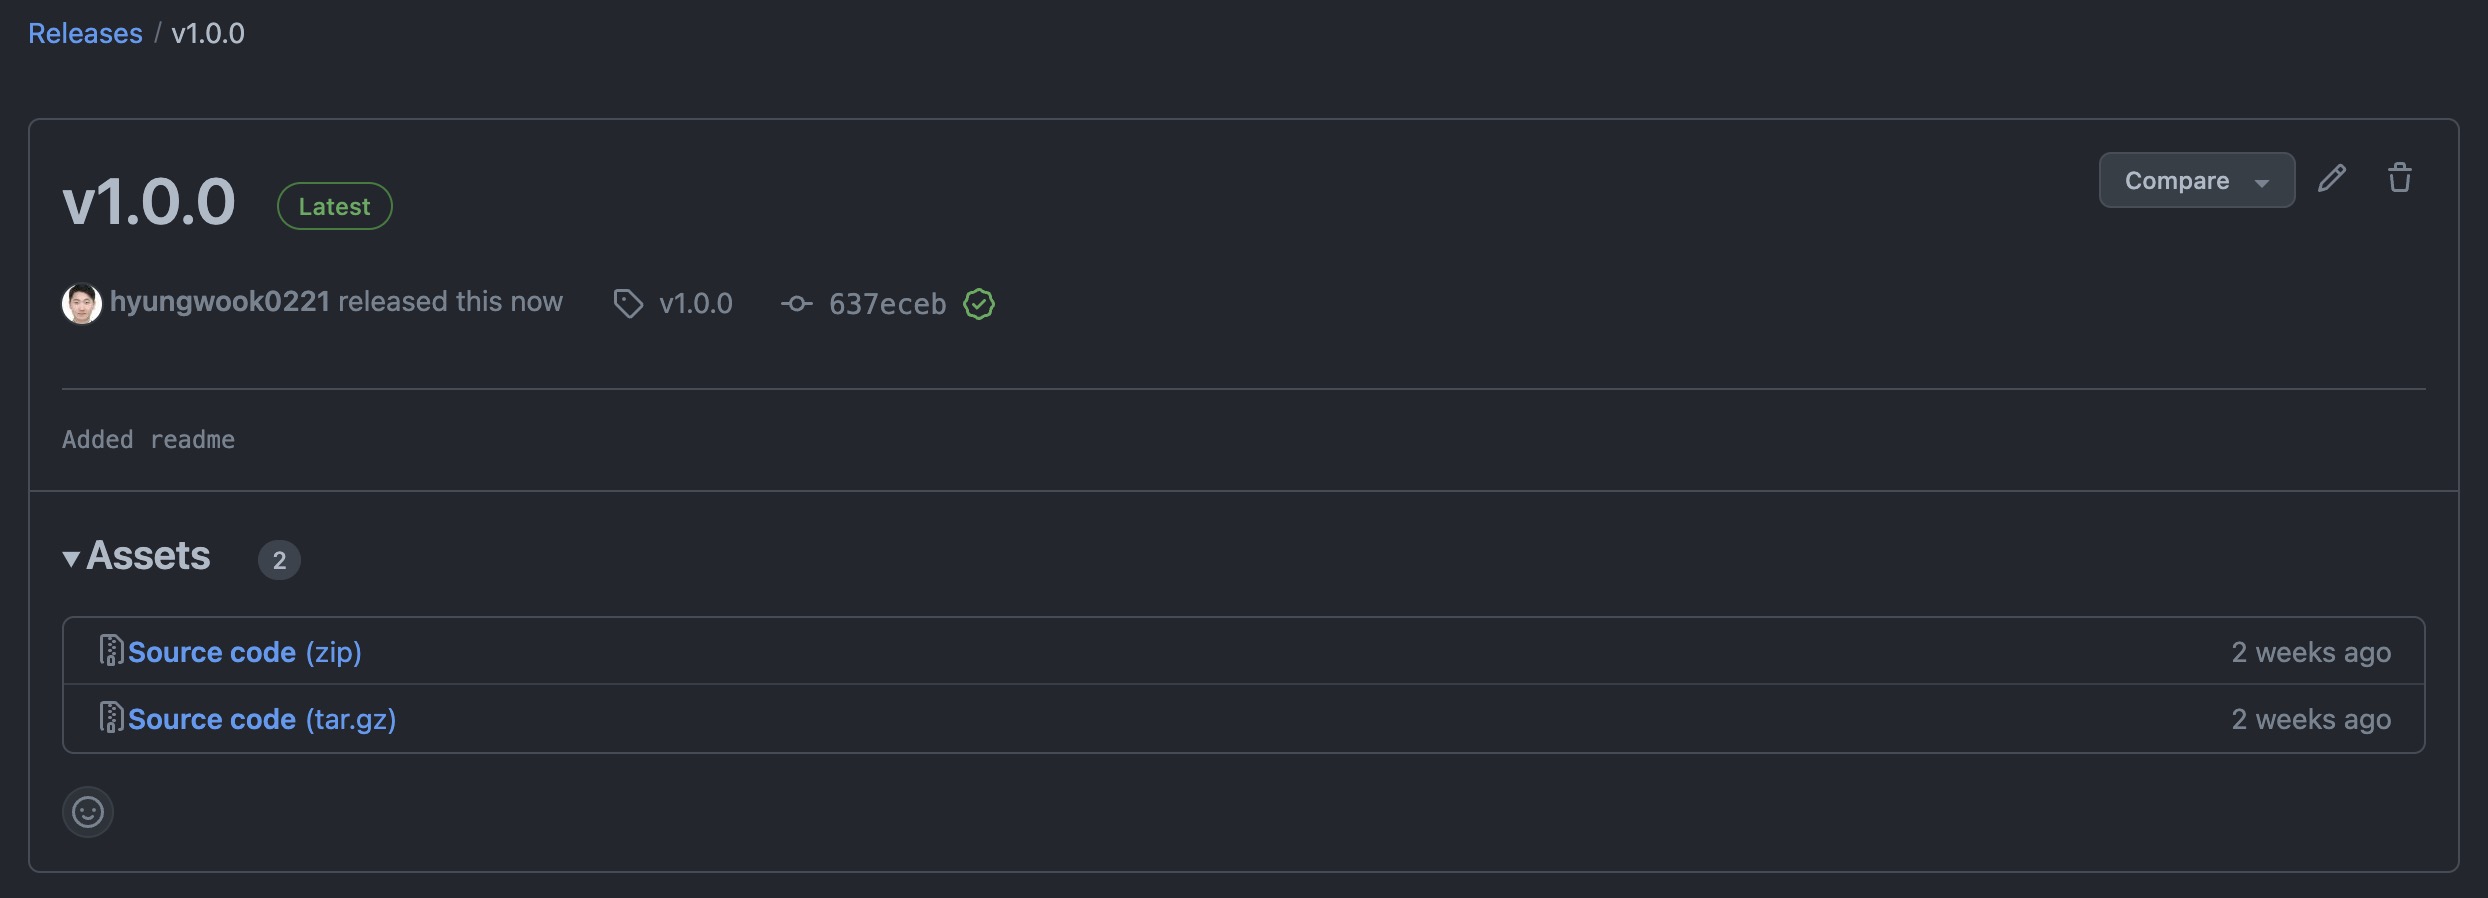 Releases / v1.0.0
v1.0.0 Latest Compare
hyungwook0221 released this now v1.0.0 637eceb
Added readme
Assets 2
Source code (zip) 2 weeks ago
Source code (tar.gz) 2 weeks ago